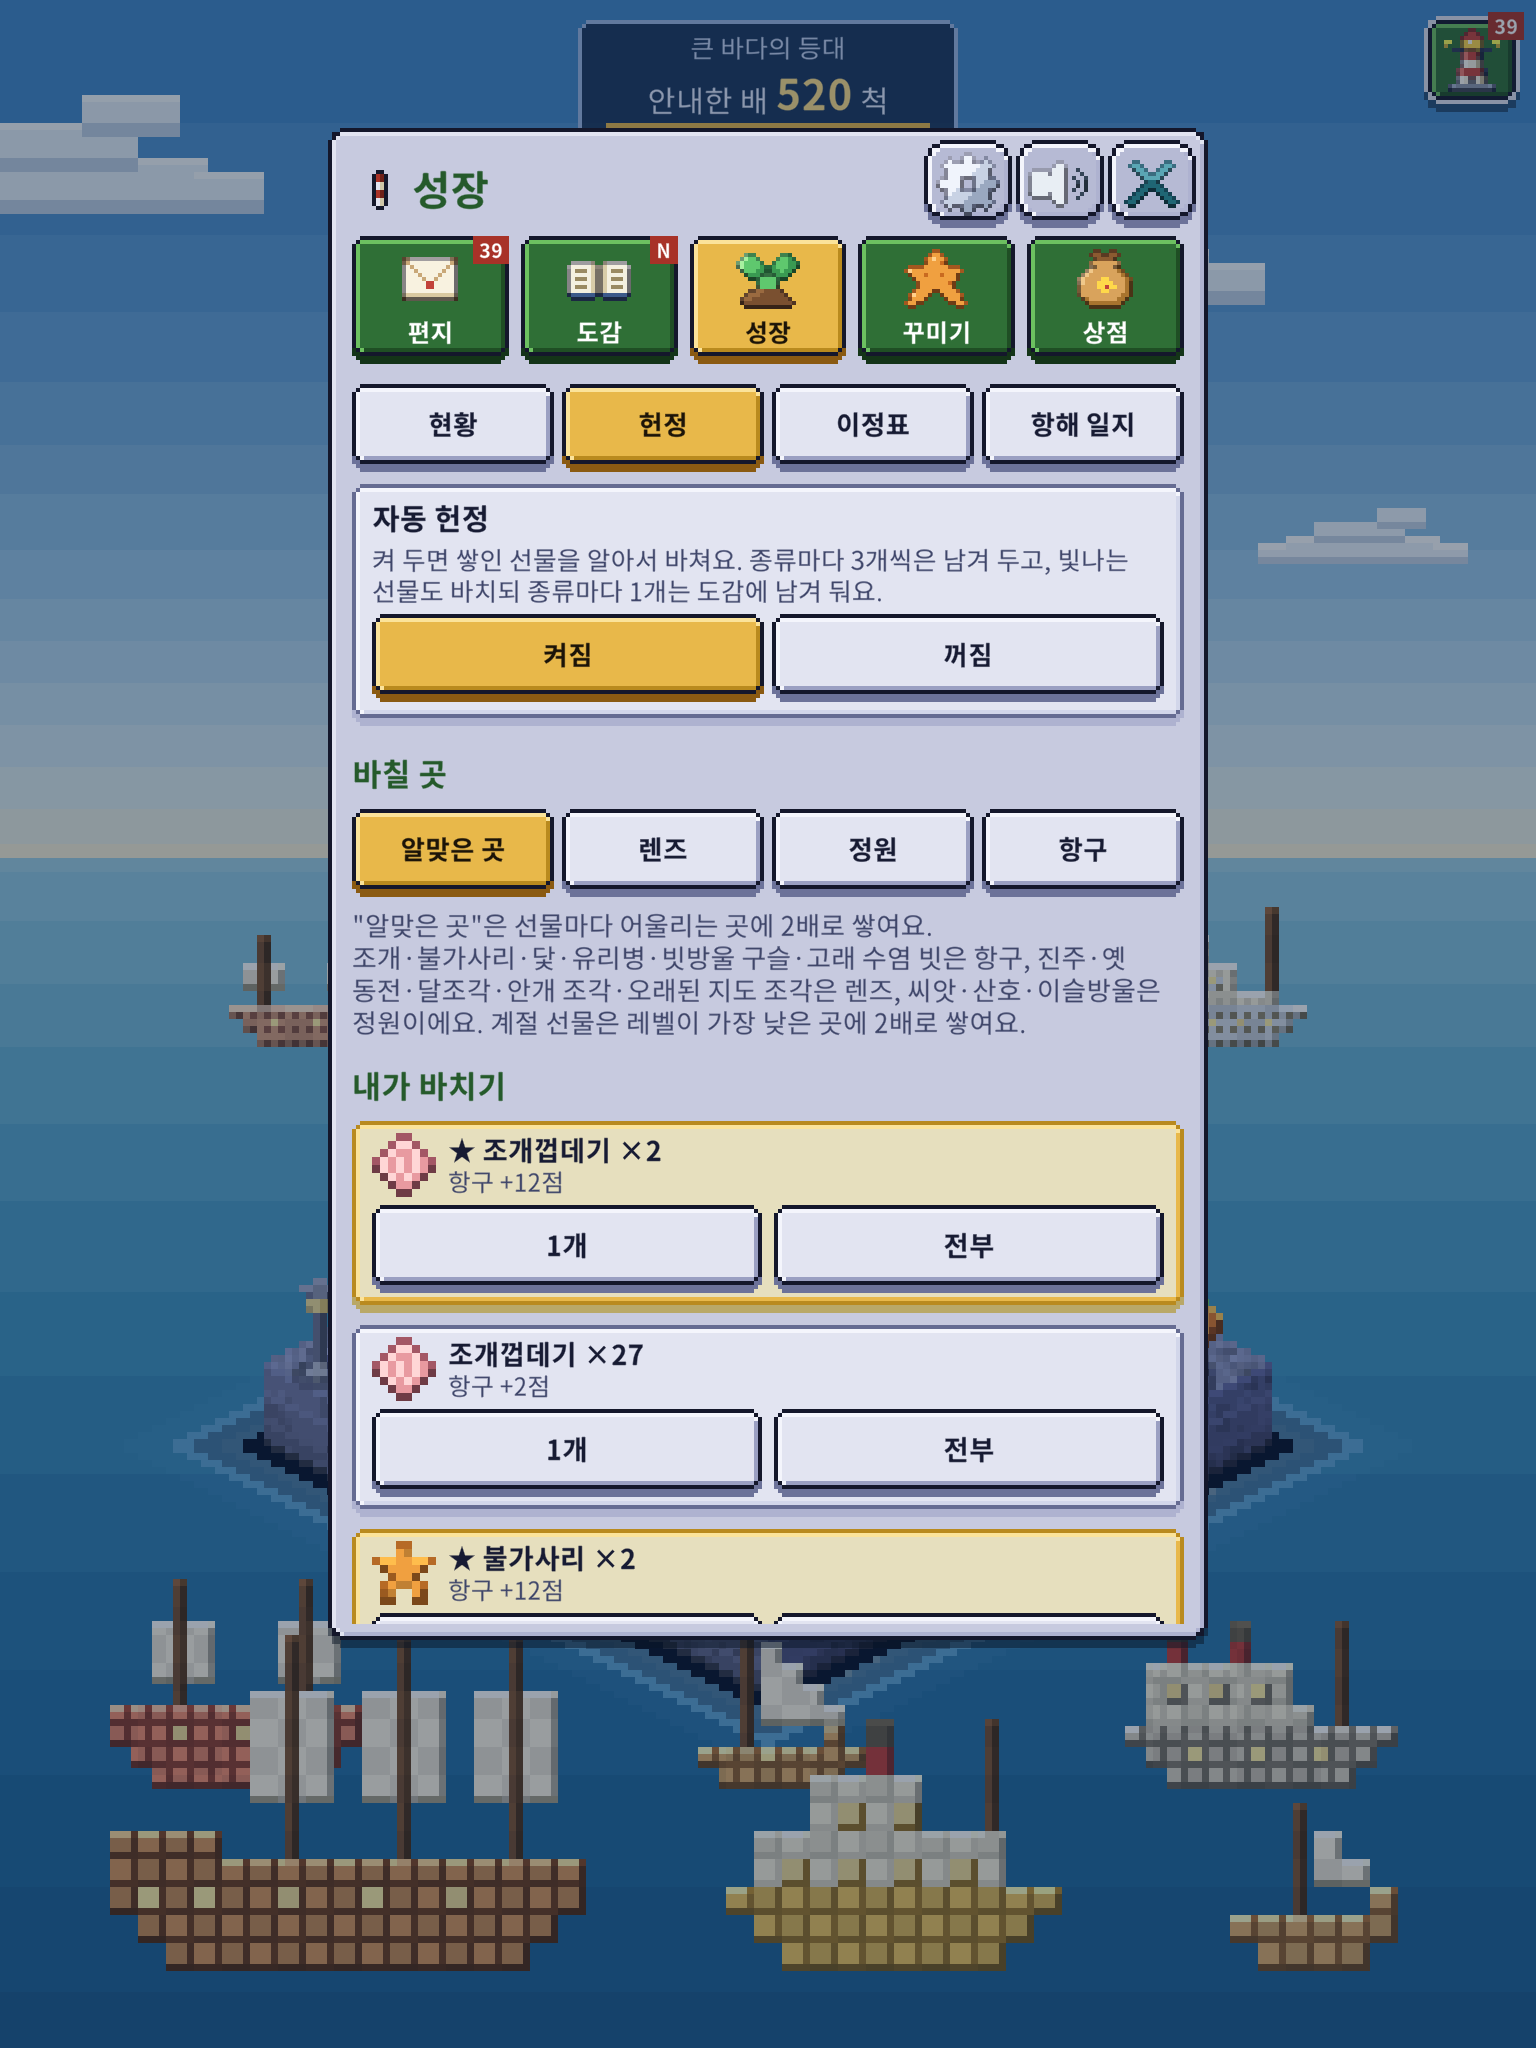 큰 바다의 등대
안내한 배 520 척
39
성장
39
편지
N
도감
성장
꾸미기
상점
현황
헌정
이정표
항해 일지
자동 헌정
켜 두면 쌓인 선물을 알아서 바쳐요. 종류마다 3개씩은 남겨 두고, 빛나는
선물도 바치되 종류마다 1개는 도감에 남겨 둬요.
켜짐
꺼짐
바칠 곳
알맞은 곳
렌즈
정원
항구
"알맞은 곳"은 선물마다 어울리는 곳에 2배로 쌓여요.
조개·불가사리·닻·유리병·빗방울 구슬·고래 수염 빗은 항구, 진주·옛
동전·달조각·안개 조각·오래된 지도 조각은 렌즈, 씨앗·산호·이슬방울은
정원이에요. 계절 선물은 레벨이 가장 낮은 곳에 2배로 쌓여요.
내가 바치기
★ 조개껍데기 ×2
항구 +12점
1개
전부
조개껍데기 ×27
항구 +2점
1개
전부
★ 불가사리 ×2
항구 +12점